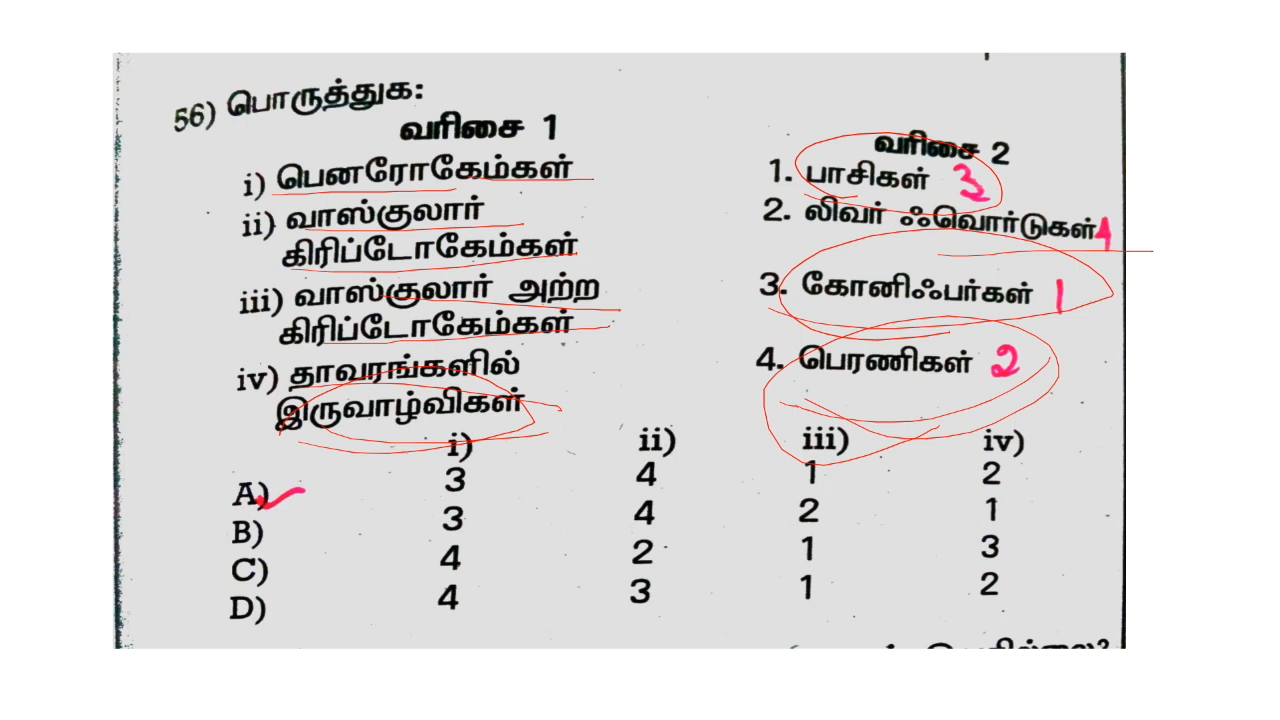 56) பொருத்துக:
வரிசை 1 வரிசை 2
i) பெனரோகேம்கள் 1. பாசிகள் 3
ii) வாஸ்குலார் 2. லிவர் ஃவொர்டுகள் 4
கிரிப்டோகேம்கள்
iii) வாஸ்குலார் அற்ற 3. கோனிஃபர்கள் 1
கிரிப்டோகேம்கள்
iv) தாவரங்களில் 4. பெரணிகள் 2
இருவாழ்விகள்
i) ii) iii) iv)
A) 3 4 1 2
B) 3 4 2 1
C) 4 2 1 3
D) 4 3 1 2